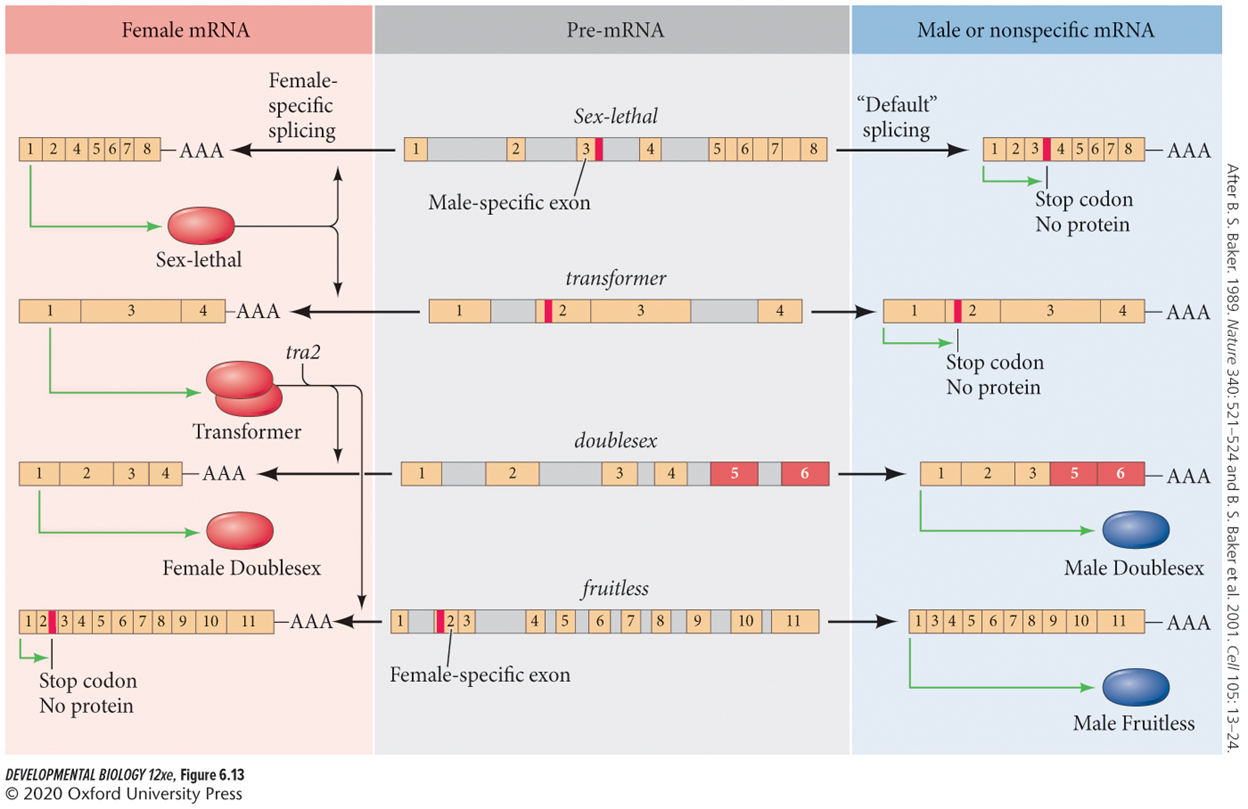 Female mRNA
Pre-mRNA
Male or nonspecific mRNA
Female-
specific
splicing
Sex-lethal
“Default”
splicing
1 2 4 5 6 7 8 AAA
1 2 3 4 5 6 7 8
1 2 3 4 5 6 7 8 AAA
Male-specific exon
Stop codon
No protein
Sex-lethal
transformer
1 3 4 AAA
1 2 3 4
1 2 3 4 AAA
tra2
Stop codon
No protein
Transformer
doublesex
1 2 3 4 AAA
1 2 3 4 5 6
1 2 3 5 6 AAA
Female Doublesex
Male Doublesex
fruitless
1 2 3 4 5 6 7 8 9 10 11 AAA
1 2 3 4 5 6 7 8 9 10 11
1 3 4 5 6 7 8 9 10 11 AAA
Female-specific exon
Stop codon
No protein
Male Fruitless
After B. S. Baker. 1989. Nature 340: 521–524 and B. S. Baker et al. 2001. Cell 105: 13–24.
DEVELOPMENTAL BIOLOGY 12xe, Figure 6.13
© 2020 Oxford University Press